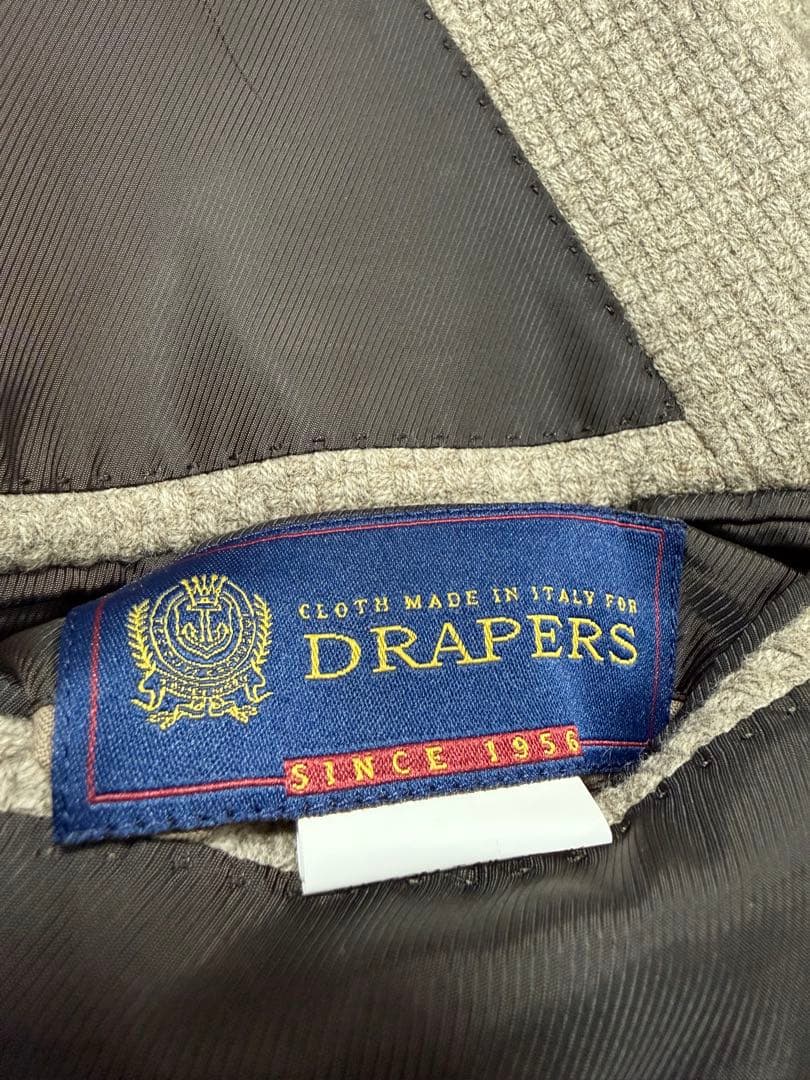 CLOTH MADE IN ITALY FOR
DRAPERS
SINCE 1956